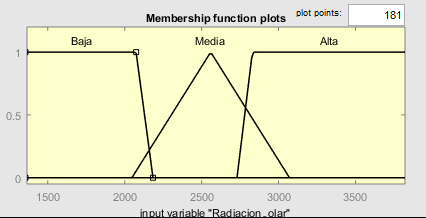 Membership function plots
plot points: 181
Baja Media Alta
1
0.5
0
1500 2000 2500 3000 3500
input variable "Radiacion_olar"